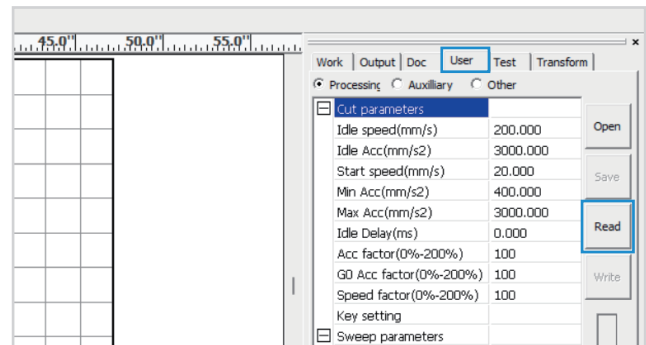 45.0" 50.0" 55.0"
Work Output Doc User Test Transform
Processing Auxilliary Other
Cut parameters
Idle speed(mm/s) 200.000
Idle Acc(mm/s2) 3000.000
Start speed(mm/s) 20.000
Min Acc(mm/s2) 400.000
Max Acc(mm/s2) 3000.000
Idle Delay(ms) 0.000
Acc factor(0%-200%) 100
G0 Acc factor(0%-200%) 100
Speed factor(0%-200%) 100
Key setting
Sweep parameters
Open
Save
Read
Write